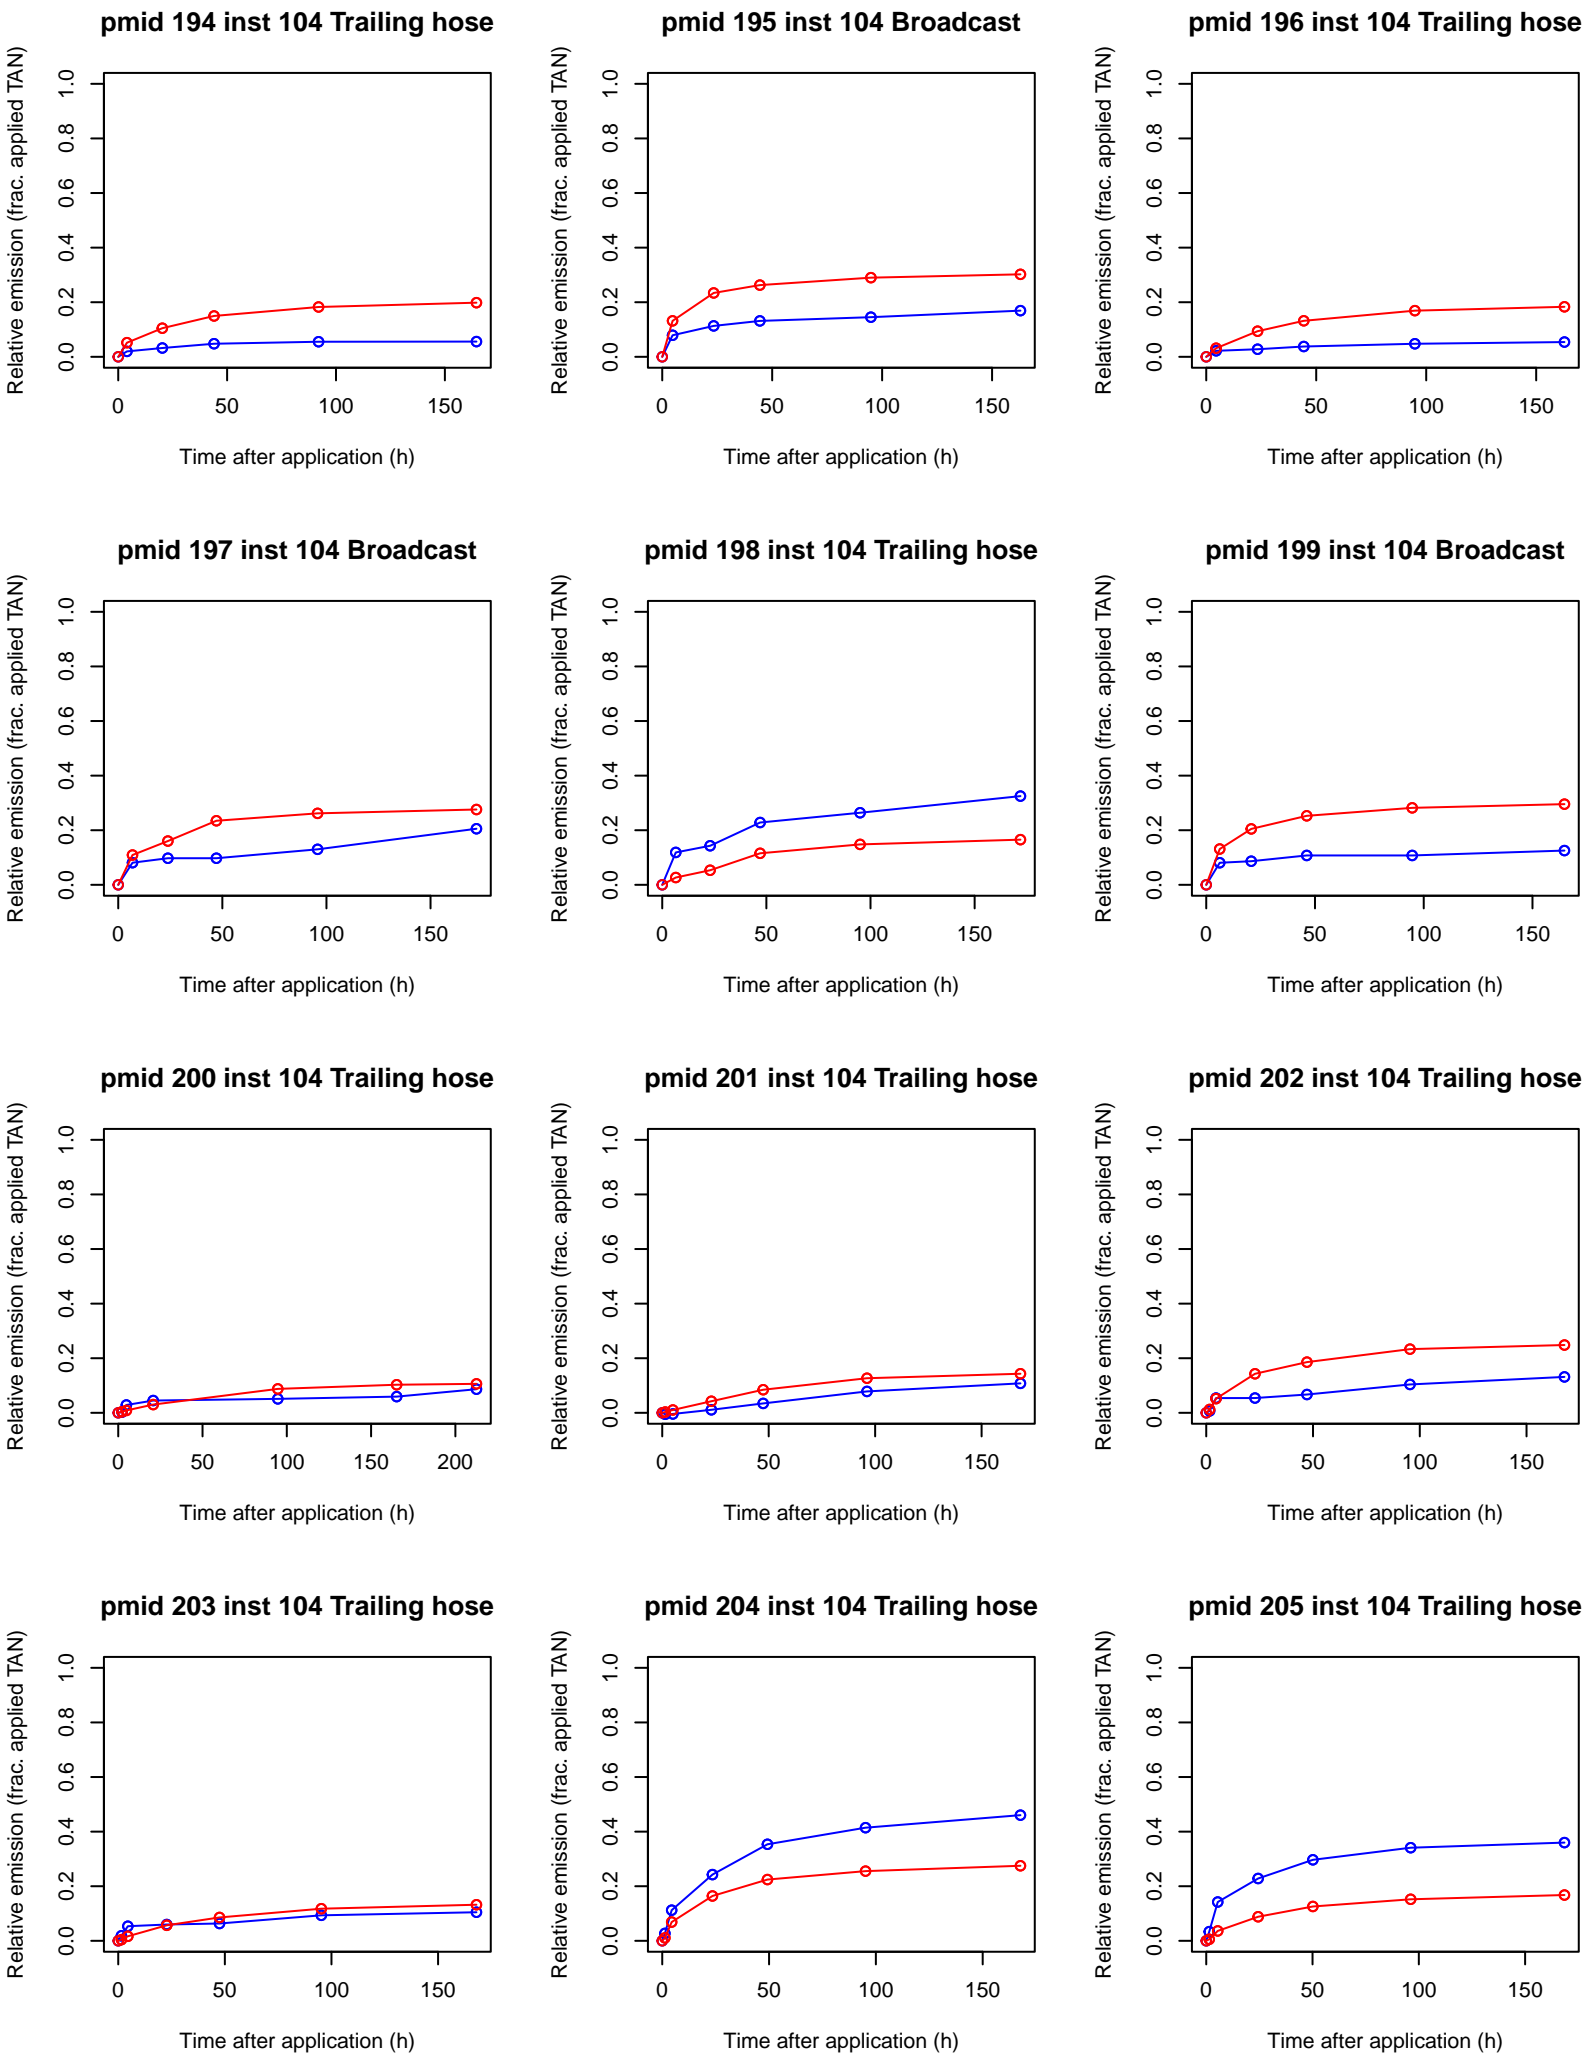 pmid 194 inst 104 Trailing hose
Relative emission (frac. applied TAN)
0.0 0.2 0.4 0.6 0.8 1.0
0 50 100 150
Time after application (h)
pmid 195 inst 104 Broadcast
Relative emission (frac. applied TAN)
0.0 0.2 0.4 0.6 0.8 1.0
0 50 100 150
Time after application (h)
pmid 196 inst 104 Trailing hose
Relative emission (frac. applied TAN)
0.0 0.2 0.4 0.6 0.8 1.0
0 50 100 150
Time after application (h)
pmid 197 inst 104 Broadcast
Relative emission (frac. applied TAN)
0.0 0.2 0.4 0.6 0.8 1.0
0 50 100 150
Time after application (h)
pmid 198 inst 104 Trailing hose
Relative emission (frac. applied TAN)
0.0 0.2 0.4 0.6 0.8 1.0
0 50 100 150
Time after application (h)
pmid 199 inst 104 Broadcast
Relative emission (frac. applied TAN)
0.0 0.2 0.4 0.6 0.8 1.0
0 50 100 150
Time after application (h)
pmid 200 inst 104 Trailing hose
Relative emission (frac. applied TAN)
0.0 0.2 0.4 0.6 0.8 1.0
0 50 100 150 200
Time after application (h)
pmid 201 inst 104 Trailing hose
Relative emission (frac. applied TAN)
0.0 0.2 0.4 0.6 0.8 1.0
0 50 100 150
Time after application (h)
pmid 202 inst 104 Trailing hose
Relative emission (frac. applied TAN)
0.0 0.2 0.4 0.6 0.8 1.0
0 50 100 150
Time after application (h)
pmid 203 inst 104 Trailing hose
Relative emission (frac. applied TAN)
0.0 0.2 0.4 0.6 0.8 1.0
0 50 100 150
Time after application (h)
pmid 204 inst 104 Trailing hose
Relative emission (frac. applied TAN)
0.0 0.2 0.4 0.6 0.8 1.0
0 50 100 150
Time after application (h)
pmid 205 inst 104 Trailing hose
Relative emission (frac. applied TAN)
0.0 0.2 0.4 0.6 0.8 1.0
0 50 100 150
Time after application (h)